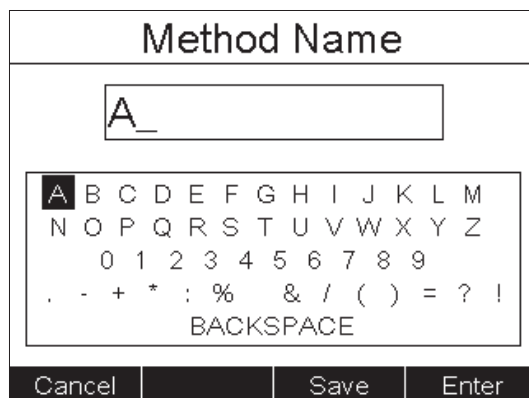 Method Name
A_
A B C D E F G H I J K L M
N O P Q R S T U V W X Y Z
0 1 2 3 4 5 6 7 8 9
. - + * : % & / ( ) = ? !
BACKSPACE
Cancel Save Enter